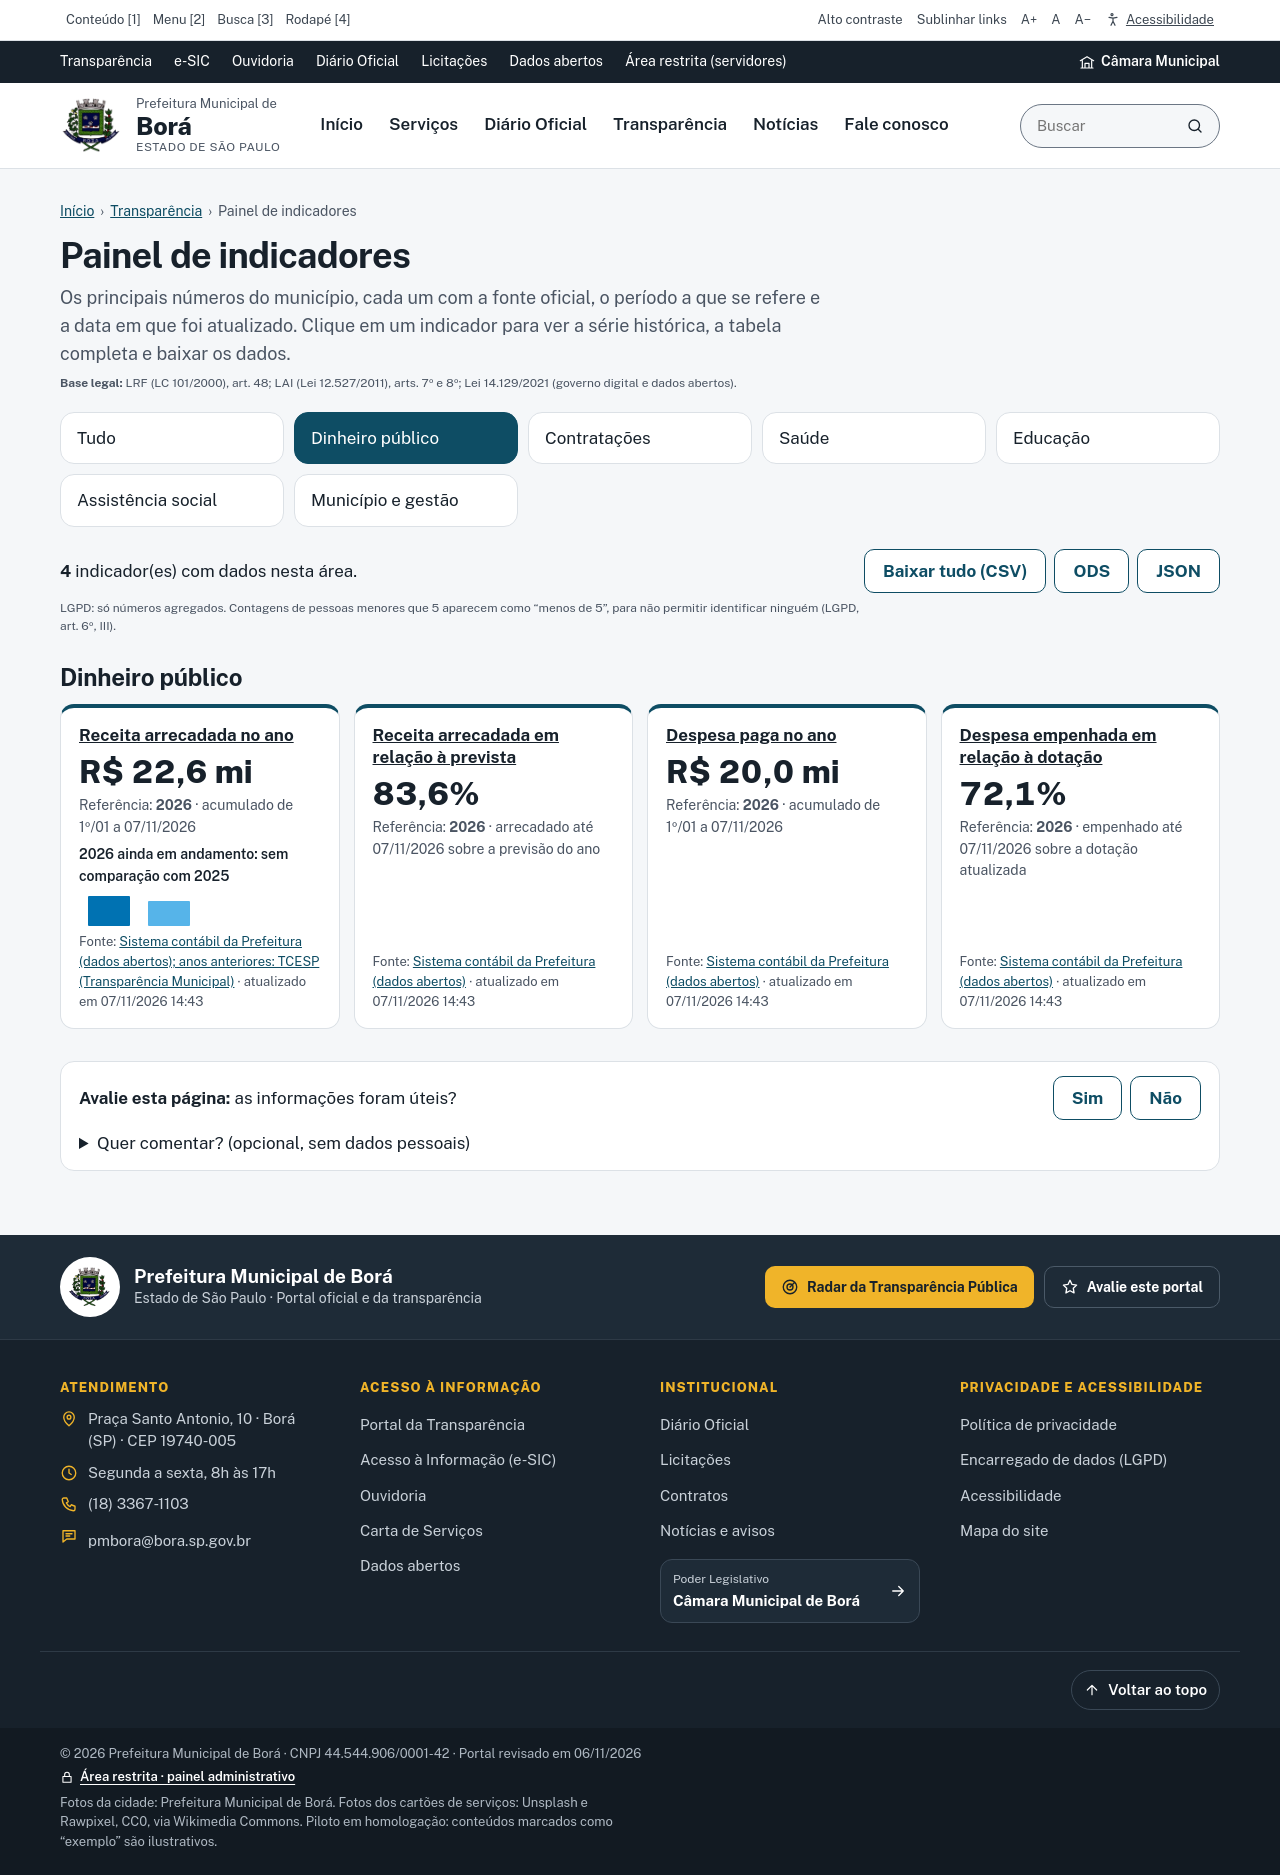 Conteúdo [1] Menu [2] Busca [3] Rodapé [4] Alto contraste Sublinhar links A+ A A− Acessibilidade
Transparência e-SIC Ouvidoria Diário Oficial Licitações Dados abertos Área restrita (servidores) Câmara Municipal
Prefeitura Municipal de
Borá
ESTADO DE SÃO PAULO
Início Serviços Diário Oficial Transparência Notícias Fale conosco Buscar
Início › Transparência › Painel de indicadores
Painel de indicadores
Os principais números do município, cada um com a fonte oficial, o período a que se refere e
a data em que foi atualizado. Clique em um indicador para ver a série histórica, a tabela
completa e baixar os dados.
Base legal: LRF (LC 101/2000), art. 48; LAI (Lei 12.527/2011), arts. 7º e 8º; Lei 14.129/2021 (governo digital e dados abertos).
Tudo Dinheiro público Contratações Saúde Educação
Assistência social Município e gestão
4 indicador(es) com dados nesta área. Baixar tudo (CSV) ODS JSON
LGPD: só números agregados. Contagens de pessoas menores que 5 aparecem como “menos de 5”, para não permitir identificar ninguém (LGPD,
art. 6º, III).
Dinheiro público
Receita arrecadada no ano
R$ 22,6 mi
Referência: 2026 · acumulado de
1º/01 a 07/11/2026
2026 ainda em andamento: sem
comparação com 2025
Fonte: Sistema contábil da Prefeitura
(dados abertos); anos anteriores: TCESP
(Transparência Municipal) · atualizado
em 07/11/2026 14:43
Receita arrecadada em
relação à prevista
83,6%
Referência: 2026 · arrecadado até
07/11/2026 sobre a previsão do ano
Fonte: Sistema contábil da Prefeitura
(dados abertos) · atualizado em
07/11/2026 14:43
Despesa paga no ano
R$ 20,0 mi
Referência: 2026 · acumulado de
1º/01 a 07/11/2026
Fonte: Sistema contábil da Prefeitura
(dados abertos) · atualizado em
07/11/2026 14:43
Despesa empenhada em
relação à dotação
72,1%
Referência: 2026 · empenhado até
07/11/2026 sobre a dotação
atualizada
Fonte: Sistema contábil da Prefeitura
(dados abertos) · atualizado em
07/11/2026 14:43
Avalie esta página: as informações foram úteis? Sim Não
Quer comentar? (opcional, sem dados pessoais)
Prefeitura Municipal de Borá
Estado de São Paulo · Portal oficial e da transparência
Radar da Transparência Pública Avalie este portal
ATENDIMENTO
Praça Santo Antonio, 10 · Borá
(SP) · CEP 19740-005
Segunda a sexta, 8h às 17h
(18) 3367-1103
pmbora@bora.sp.gov.br
ACESSO À INFORMAÇÃO
Portal da Transparência
Acesso à Informação (e-SIC)
Ouvidoria
Carta de Serviços
Dados abertos
INSTITUCIONAL
Diário Oficial
Licitações
Contratos
Notícias e avisos
Poder Legislativo
Câmara Municipal de Borá
PRIVACIDADE E ACESSIBILIDADE
Política de privacidade
Encarregado de dados (LGPD)
Acessibilidade
Mapa do site
Voltar ao topo
© 2026 Prefeitura Municipal de Borá · CNPJ 44.544.906/0001-42 · Portal revisado em 06/11/2026
Área restrita · painel administrativo
Fotos da cidade: Prefeitura Municipal de Borá. Fotos dos cartões de serviços: Unsplash e
Rawpixel, CC0, via Wikimedia Commons. Piloto em homologação: conteúdos marcados como
“exemplo” são ilustrativos.